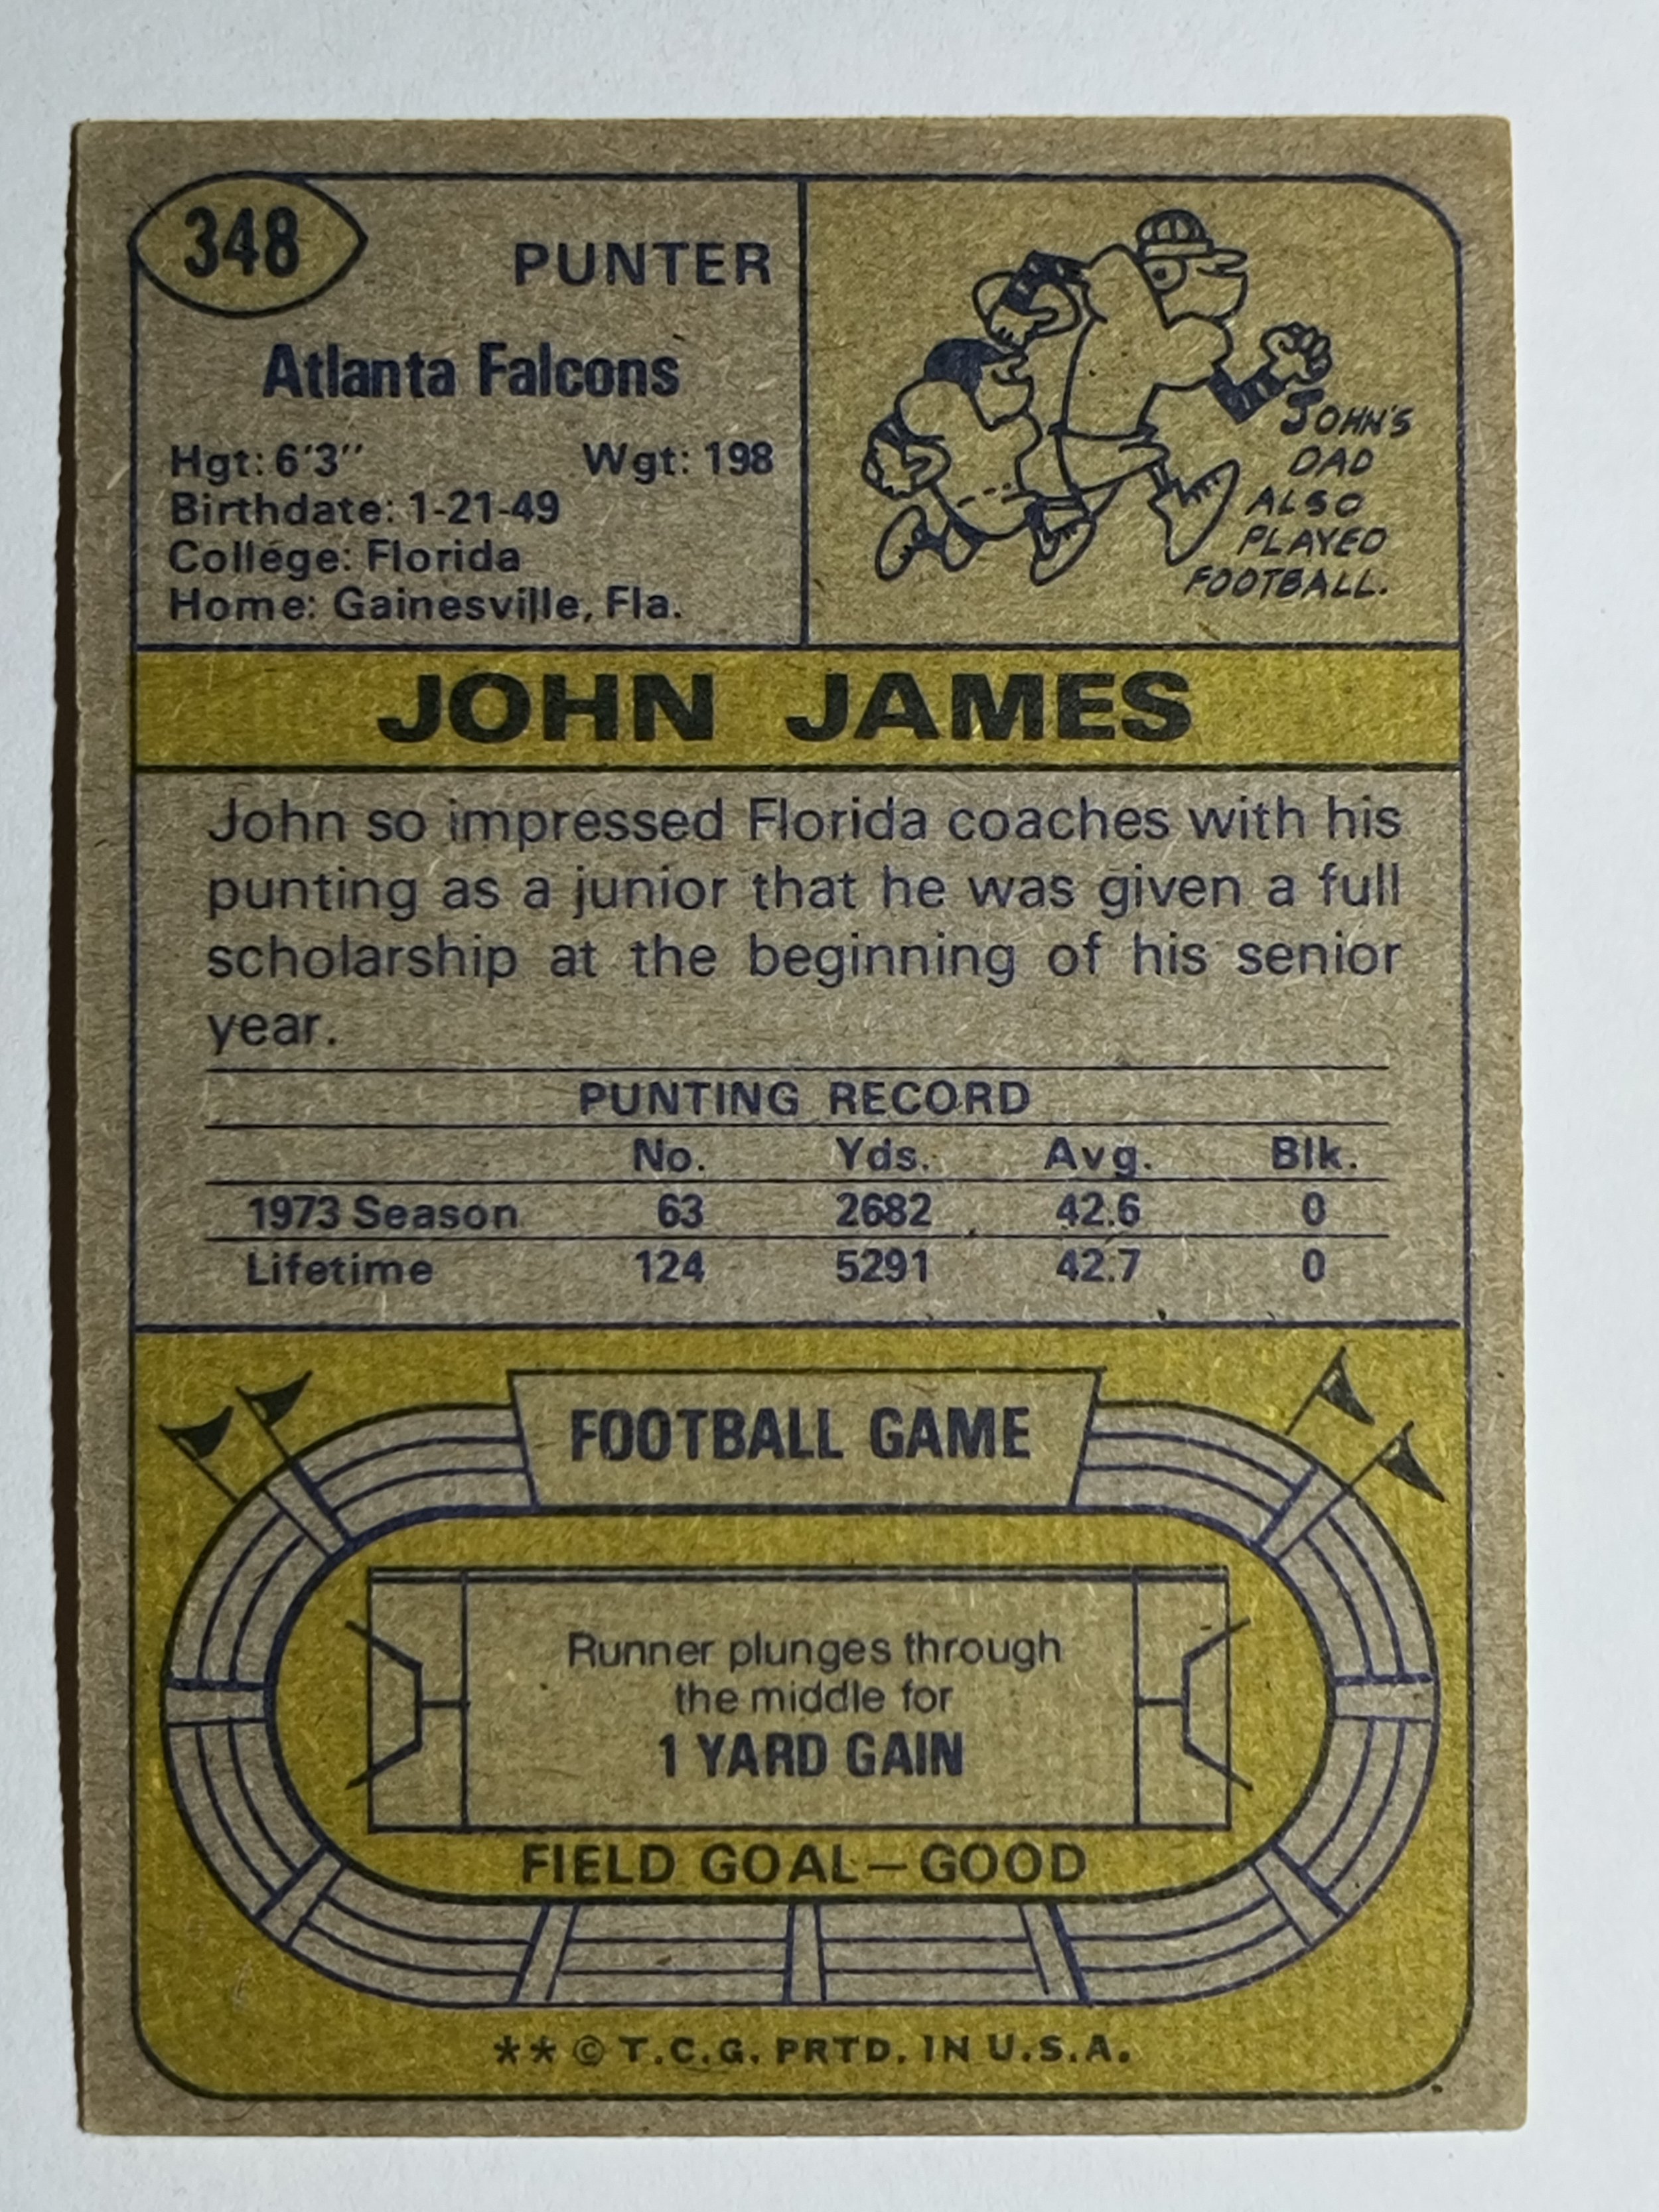 348
PUNTER
Atlanta Falcons
Hgt: 6'3" Wgt: 198
Birthdate: 1-21-49
College: Florida
Home: Gainesville, Fla.
JOHN'S
DAD
ALSO
PLAYED
FOOTBALL.
JOHN JAMES
John so impressed Florida coaches with his
punting as a junior that he was given a full
scholarship at the beginning of his senior
year.
PUNTING RECORD
No. Yds. Avg. Blk.
1973 Season 63 2682 42.6 0
Lifetime 124 5291 42.7 0
FOOTBALL GAME
Runner plunges through
the middle for
1 YARD GAIN
FIELD GOAL—GOOD
** © T.C.G. PRTD. IN U.S.A.